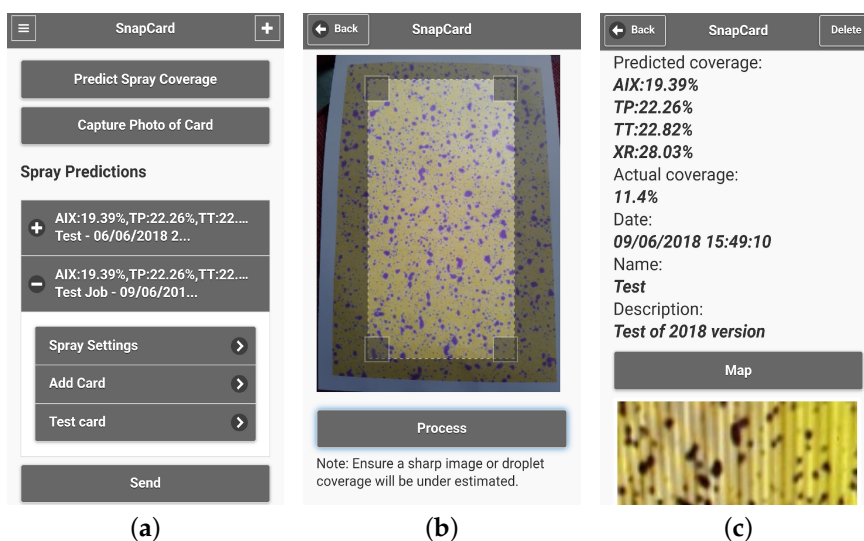 SnapCard
Predict Spray Coverage
Capture Photo of Card
Spray Predictions
AIX:19.39%,TP:22.26%,TT:22....
Test - 06/06/2018 2...
AIX:19.39%,TP:22.26%,TT:22....
Test Job - 09/06/201...
Spray Settings
Add Card
Test card
Send
(a)
Back
SnapCard
Process
Note: Ensure a sharp image or droplet
coverage will be under estimated.
(b)
Back
SnapCard
Delete
Predicted coverage:
AIX:19.39%
TP:22.26%
TT:22.82%
XR:28.03%
Actual coverage:
11.4%
Date:
09/06/2018 15:49:10
Name:
Test
Description:
Test of 2018 version
Map
(c)